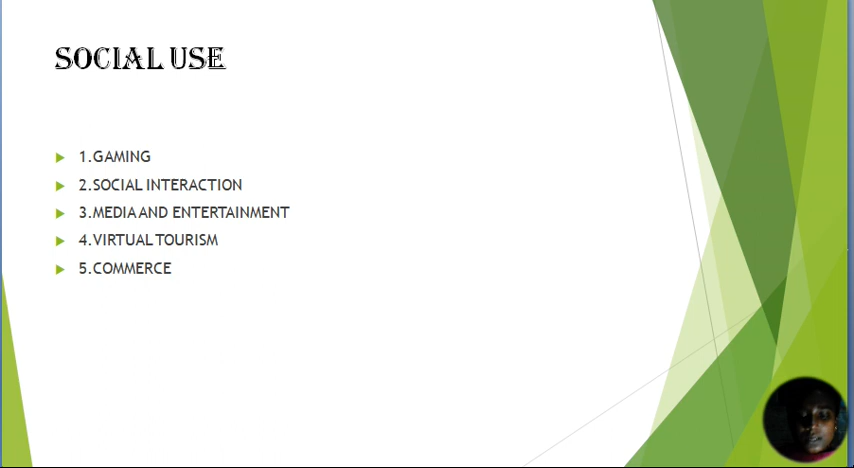 SOCIAL USE
1.GAMING
2.SOCIAL INTERACTION
3.MEDIA AND ENTERTAINMENT
4.VIRTUAL TOURISM
5.COMMERCE